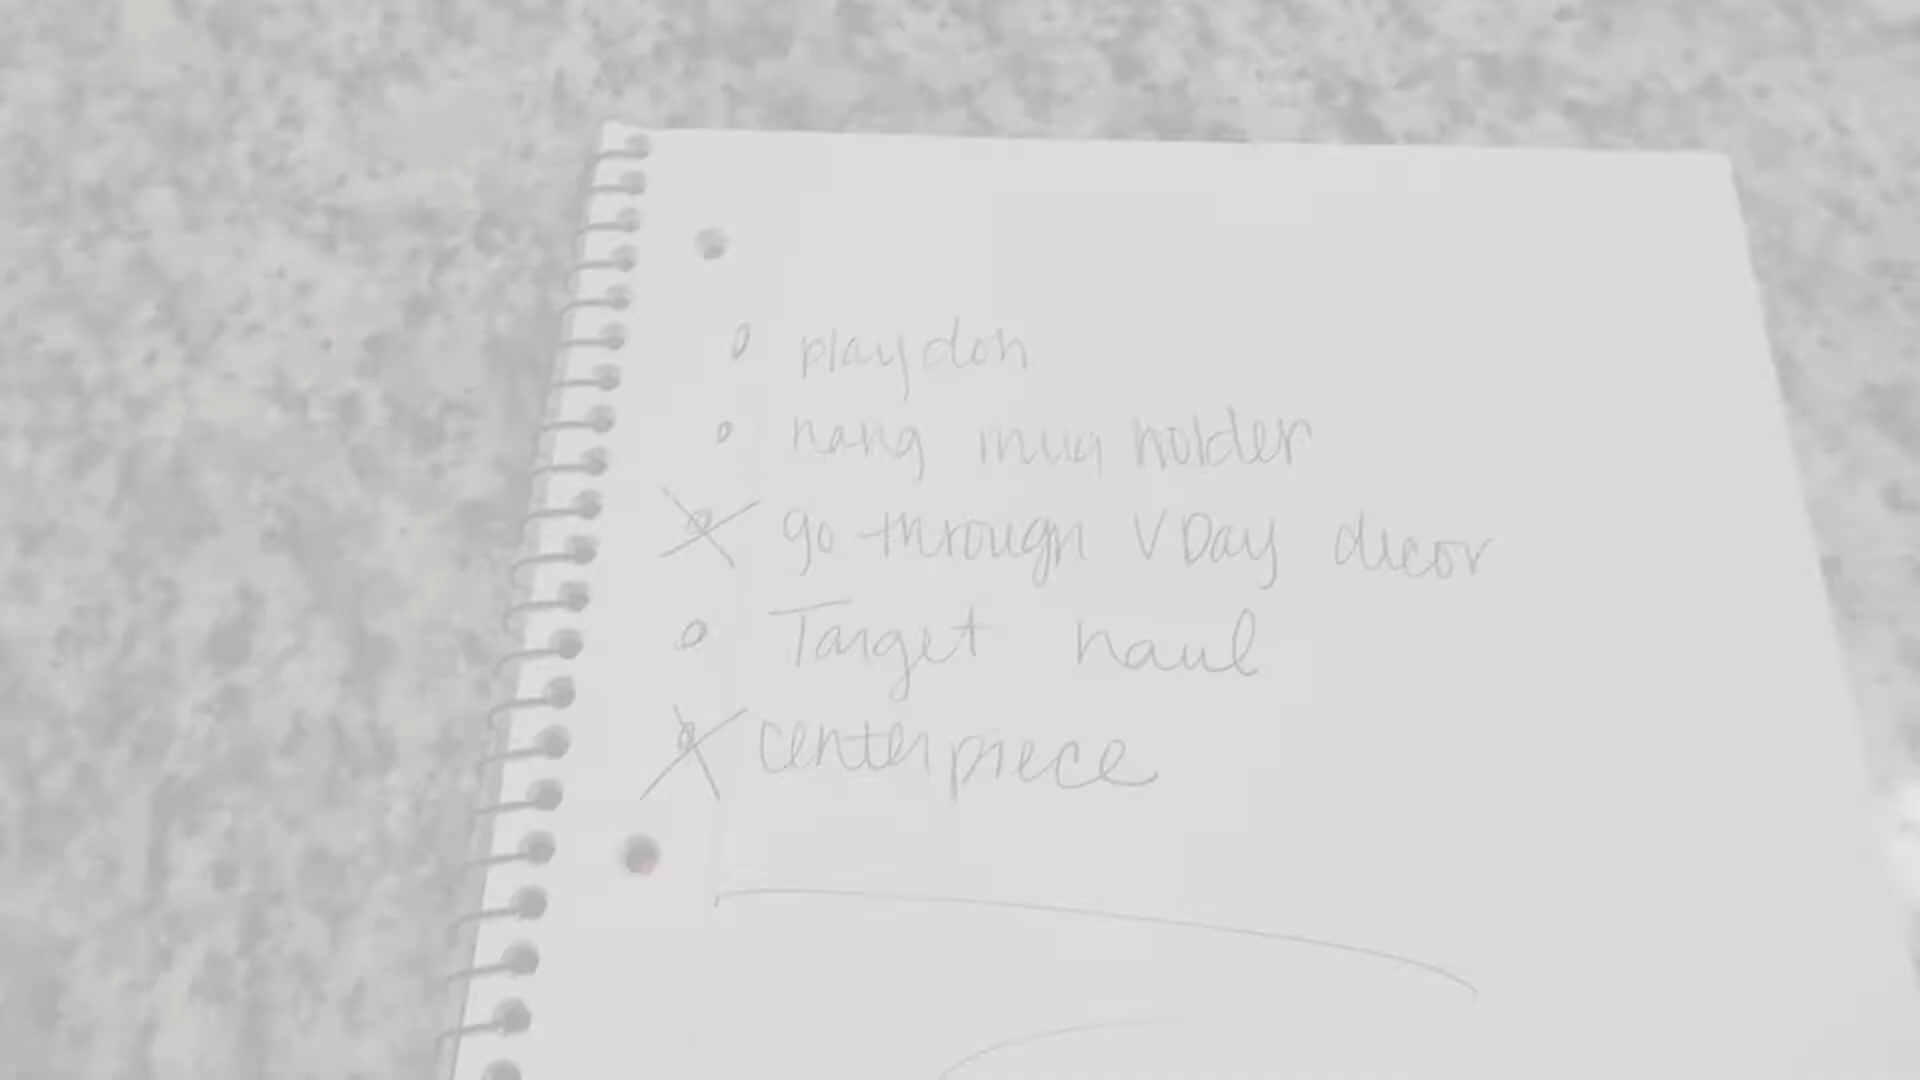 playdoh
hang mug holder
go through V Day decor
Target haul
centerpiece